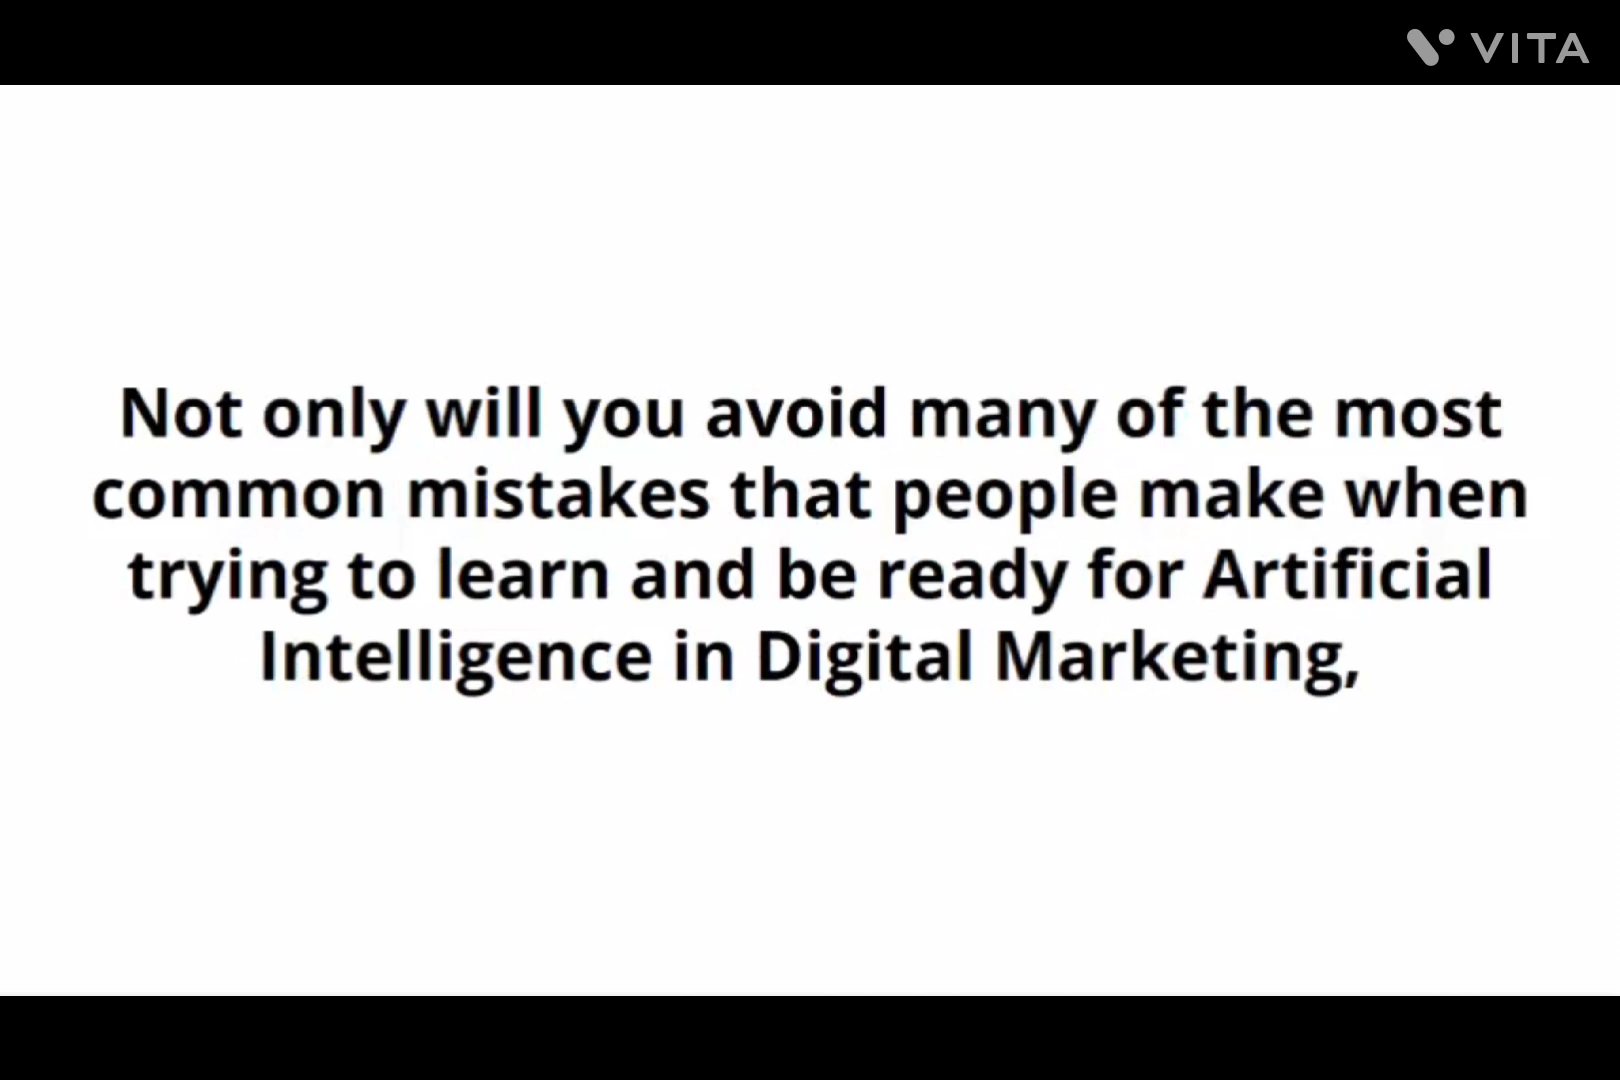 VITA
Not only will you avoid many of the most
common mistakes that people make when
trying to learn and be ready for Artificial
Intelligence in Digital Marketing,